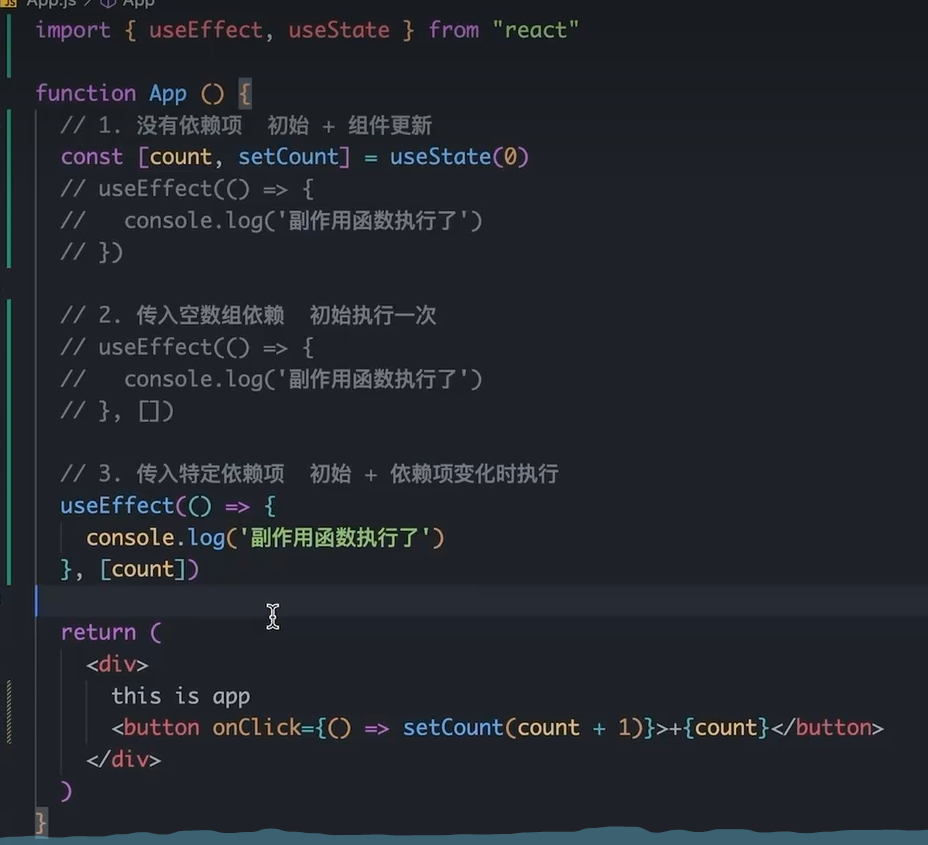 App.js > App
import { useEffect, useState } from "react"
function App () {
// 1. 没有依赖项  初始 + 组件更新
const [count, setCount] = useState(0)
// useEffect(() => {
//   console.log('副作用函数执行了')
// })
// 2. 传入空数组依赖  初始执行一次
// useEffect(() => {
//   console.log('副作用函数执行了')
// }, [])
// 3. 传入特定依赖项  初始 + 依赖项变化时执行
useEffect(() => {
console.log('副作用函数执行了')
}, [count])
return (
<div>
this is app
<button onClick={() => setCount(count + 1)}>+{count}</button>
</div>
)
}